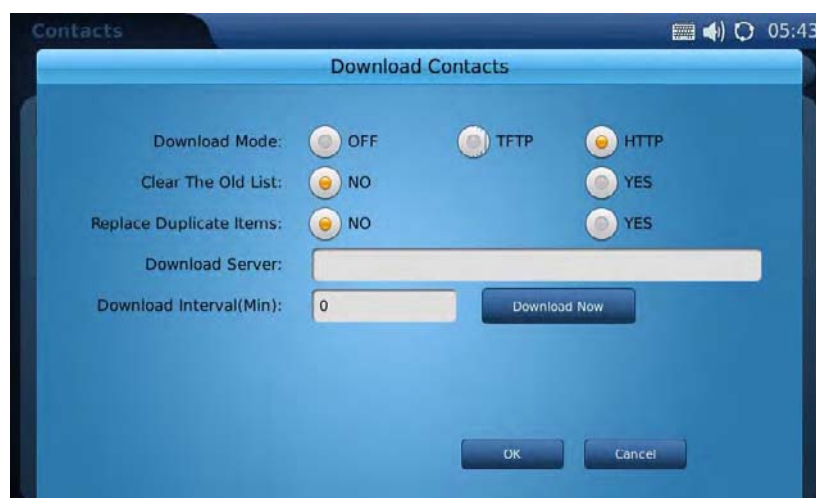 Contacts 05:43
Download Contacts
Download Mode: OFF TFTP HTTP
Clear The Old List: NO YES
Replace Duplicate Items: NO YES
Download Server:
Download Interval(Min): 0 Download Now
OK Cancel